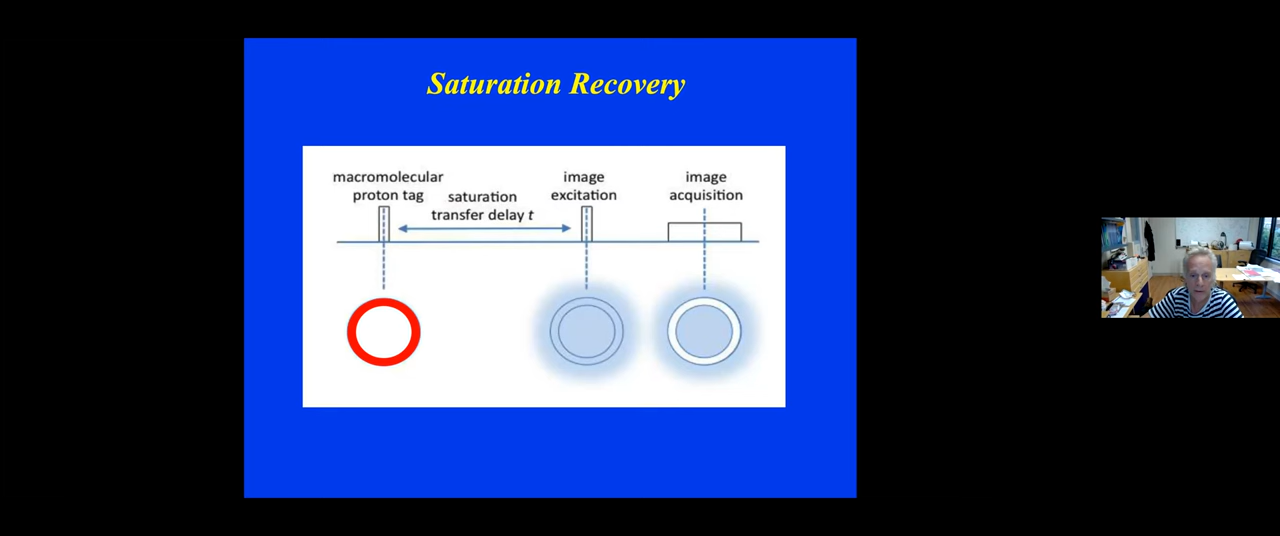 Saturation Recovery
macromolecular
proton tag
saturation
transfer delay t
image
excitation
image
acquisition